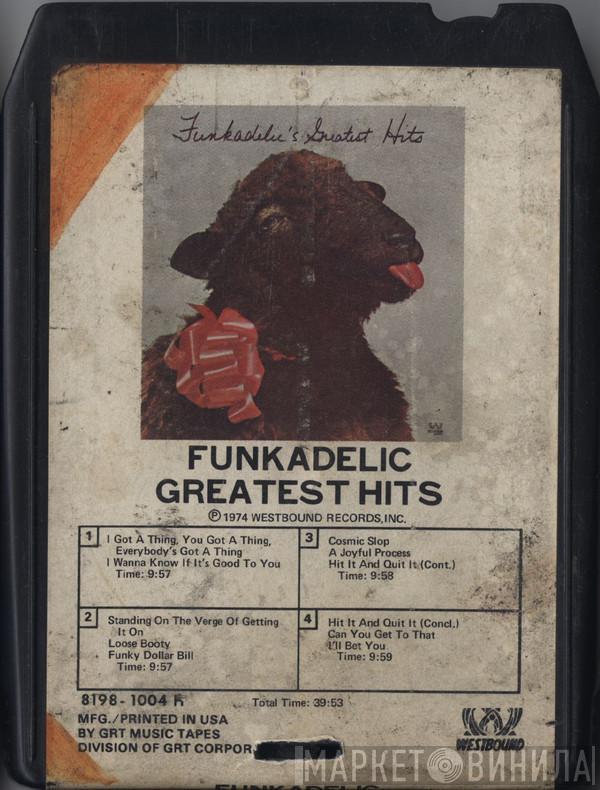 Funkadelic's Greatest Hits
FUNKADELIC
GREATEST HITS
℗ 1974 WESTBOUND RECORDS, INC.
1 I Got A Thing, You Got A Thing,
Everybody's Got A Thing
I Wanna Know If It's Good To You
Time: 9:57
2 Standing On The Verge Of Getting
It On
Loose Booty
Funky Dollar Bill
Time: 9:57
3 Cosmic Slop
A Joyful Process
Hit It And Quit It (Cont.)
Time: 9:58
4 Hit It And Quit It (Concl.)
Can You Get To That
I'll Bet You
Time: 9:59
8198-1004 H
Total Time: 39:53
MFG./PRINTED IN USA
BY GRT MUSIC TAPES
DIVISION OF GRT CORPOR
WESTBOUND
МАРКЕТ ВИНИЛА
FUNKADELIC